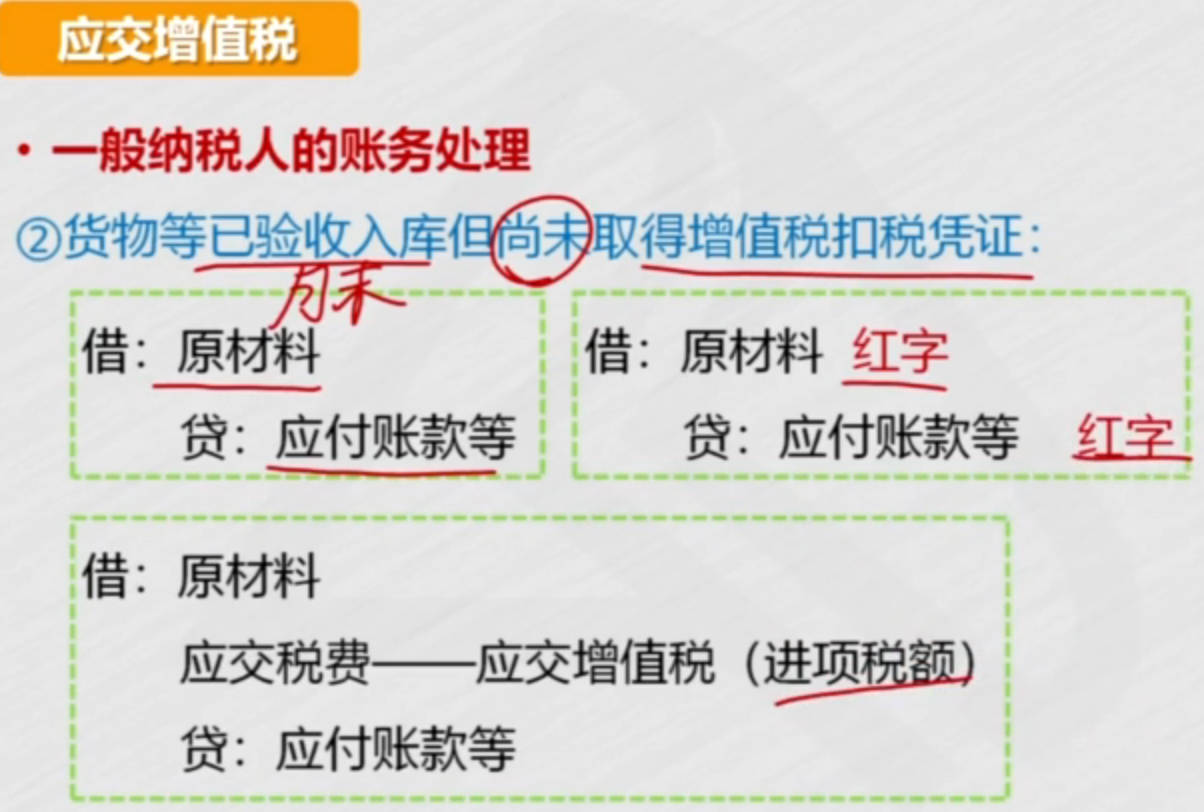 应交增值税
·一般纳税人的账务处理
②货物等已验收入库但尚未取得增值税扣税凭证：
月末
借：原材料
贷：应付账款等
借：原材料 红字
贷：应付账款等 红字
借：原材料
应交税费——应交增值税（进项税额）
贷：应付账款等